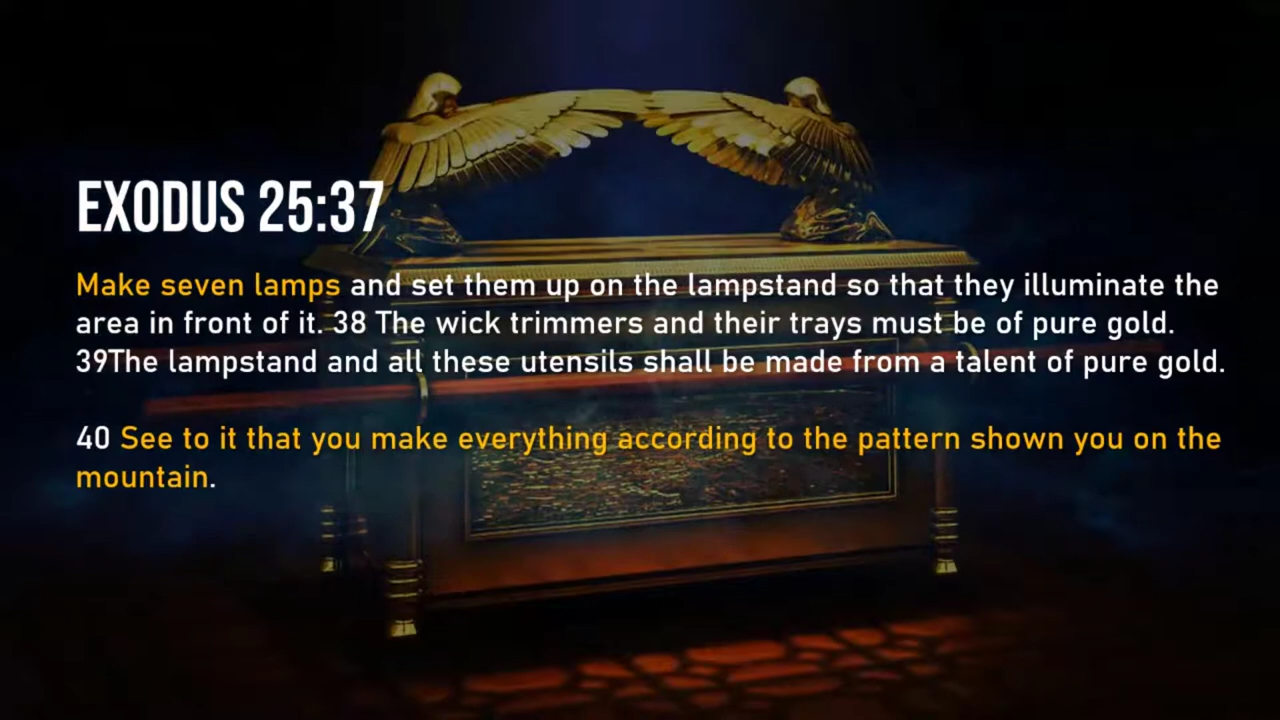 EXODUS 25:37
Make seven lamps and set them up on the lampstand so that they illuminate the
area in front of it. 38 The wick trimmers and their trays must be of pure gold.
39The lampstand and all these utensils shall be made from a talent of pure gold.
40 See to it that you make everything according to the pattern shown you on the
mountain.